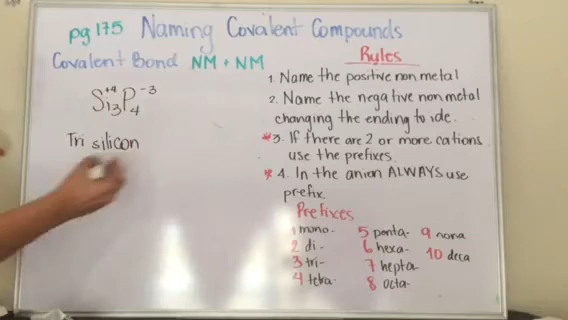 pg 175 Naming Covalent Compounds
Covalent Bond NM + NM
Si₃⁺⁴P₄⁻³
Tri silicon
Rules
1. Name the positive non metal
2. Name the negative non metal
changing the ending to ide.
*3. If there are 2 or more cations
use the prefixes.
*4. In the anion ALWAYS use
prefix.
Prefixes
1 mono-
2 di-
3 tri-
4 tetra-
5 penta-
6 hexa-
7 hepta-
8 octa-
9 nona
10 deca